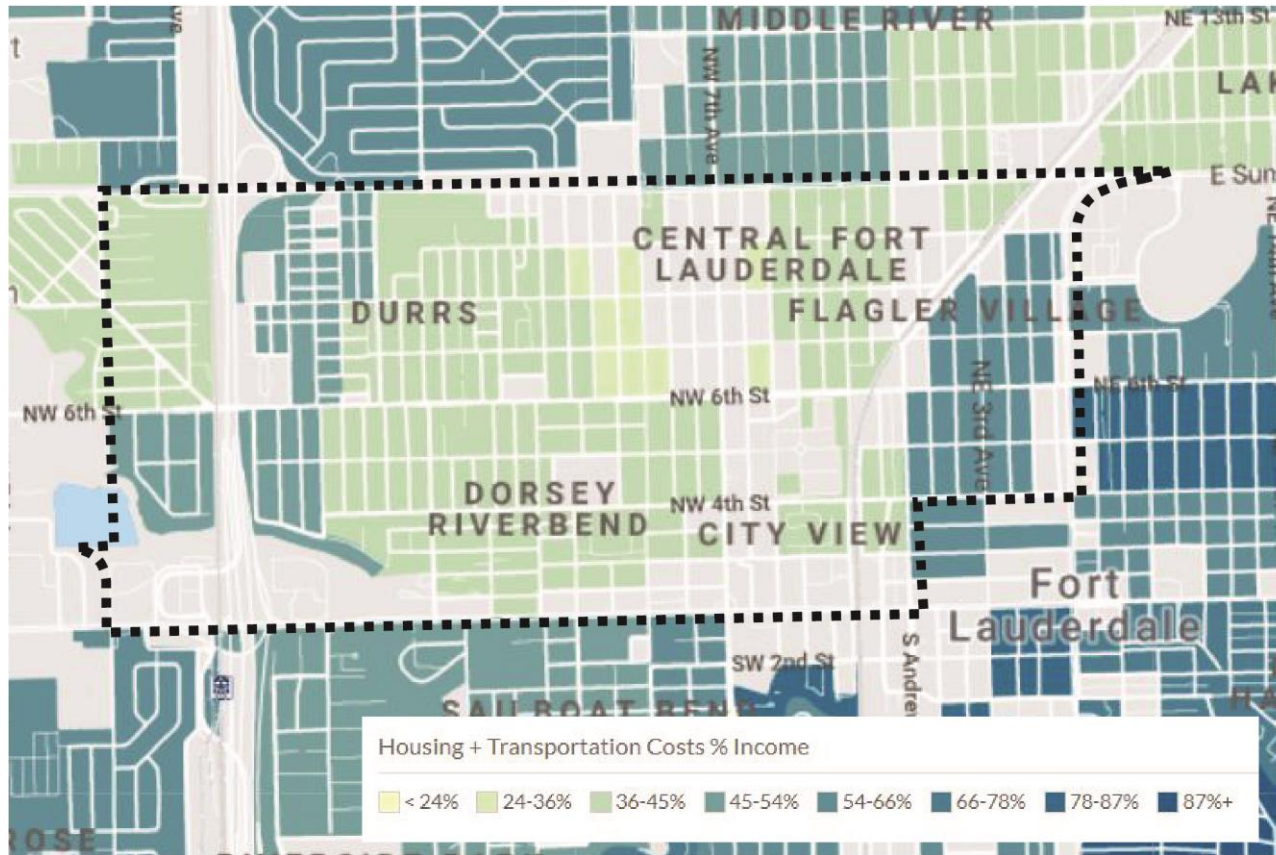 MIDDLE RIVER
NE 13th St
Ave
t
NW 7th Ave
LAK
E Sun
CENTRAL FORT
LAUDERDALE
DURRS
FLAGLER VILLAGE
NW 6th St
NW 6th St
NE 6th St
NE 3rd Ave
DORSEY
RIVERBEND
NW 4th St
CITY VIEW
Fort
Lauderdale
SW 2nd St
S Andrew
SAILBOAT BEND
HA
Housing + Transportation Costs % Income
< 24%
24-36%
36-45%
45-54%
54-66%
66-78%
78-87%
87%+
ROSE